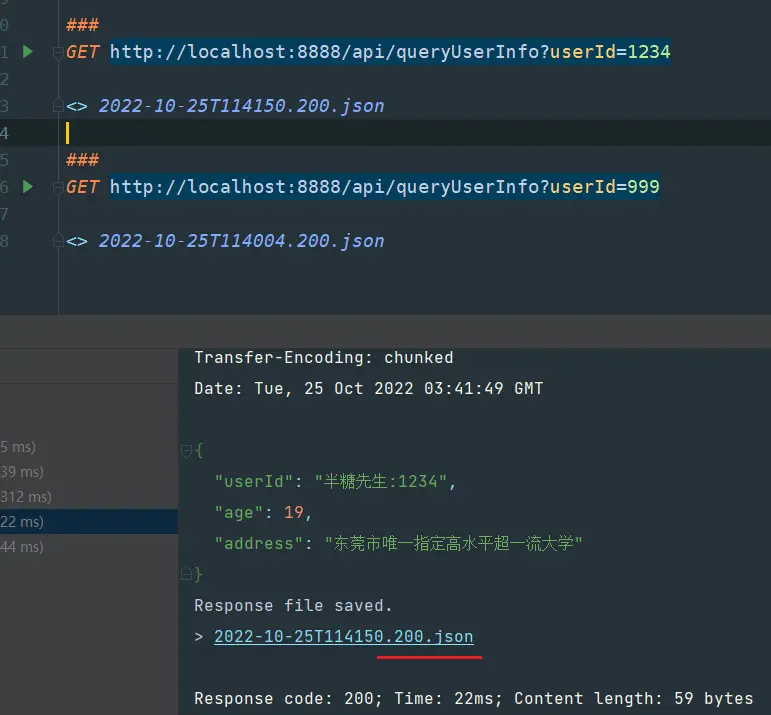 0 ###
1 GET http://localhost:8888/api/queryUserInfo?userId=1234
2
3 <> 2022-10-25T114150.200.json
4
5 ###
6 GET http://localhost:8888/api/queryUserInfo?userId=999
7
8 <> 2022-10-25T114004.200.json
Transfer-Encoding: chunked
Date: Tue, 25 Oct 2022 03:41:49 GMT
5 ms)
39 ms)
312 ms)
22 ms)
44 ms)
{
"userId": "半糖先生:1234",
"age": 19,
"address": "东莞市唯一指定高水平超一流大学"
}
Response file saved.
> 2022-10-25T114150.200.json
Response code: 200; Time: 22ms; Content length: 59 bytes